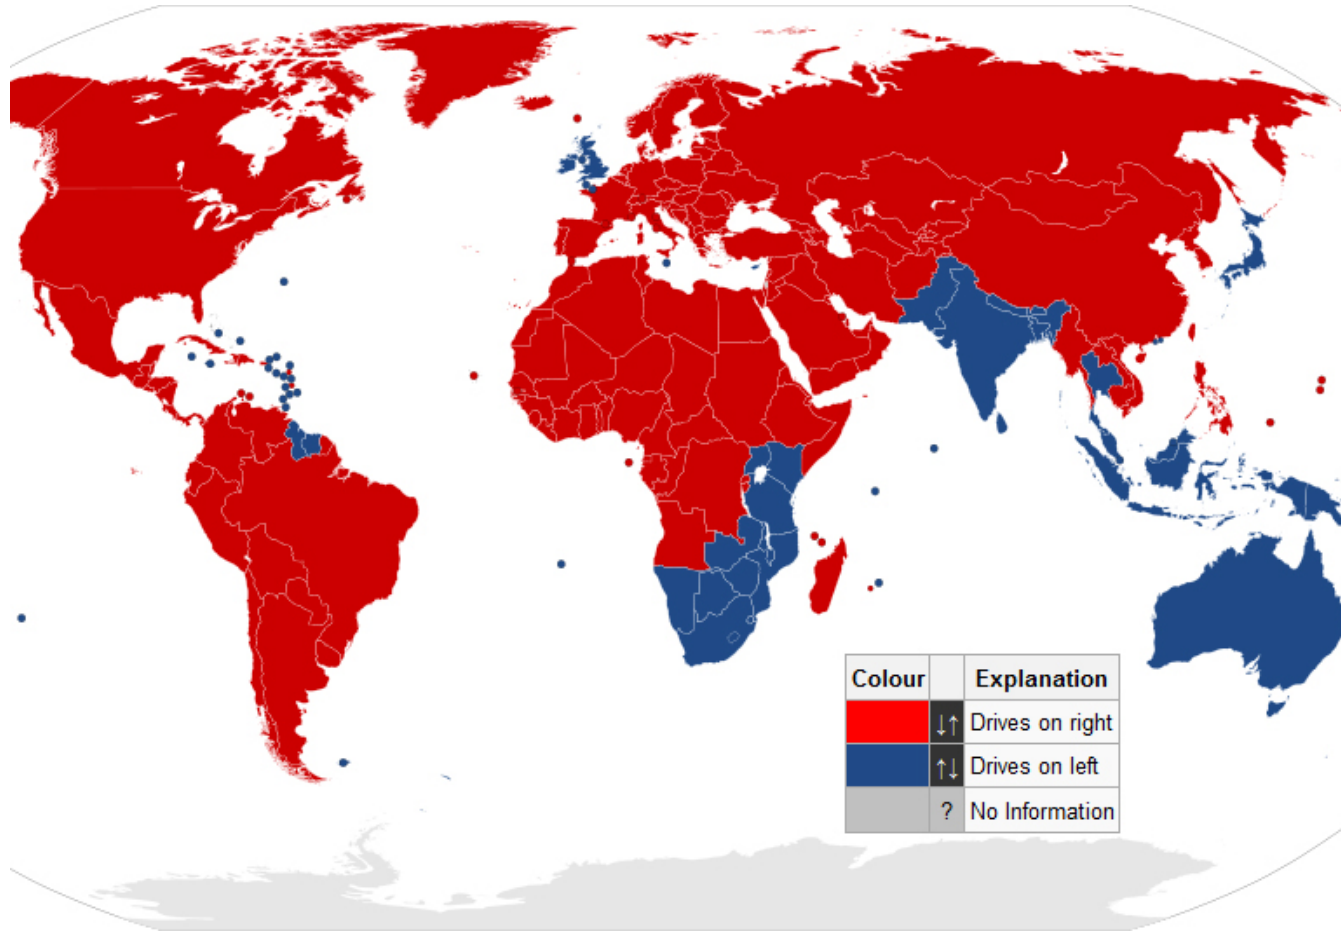 Colour Explanation
↓↑ Drives on right
↑↓ Drives on left
? No Information